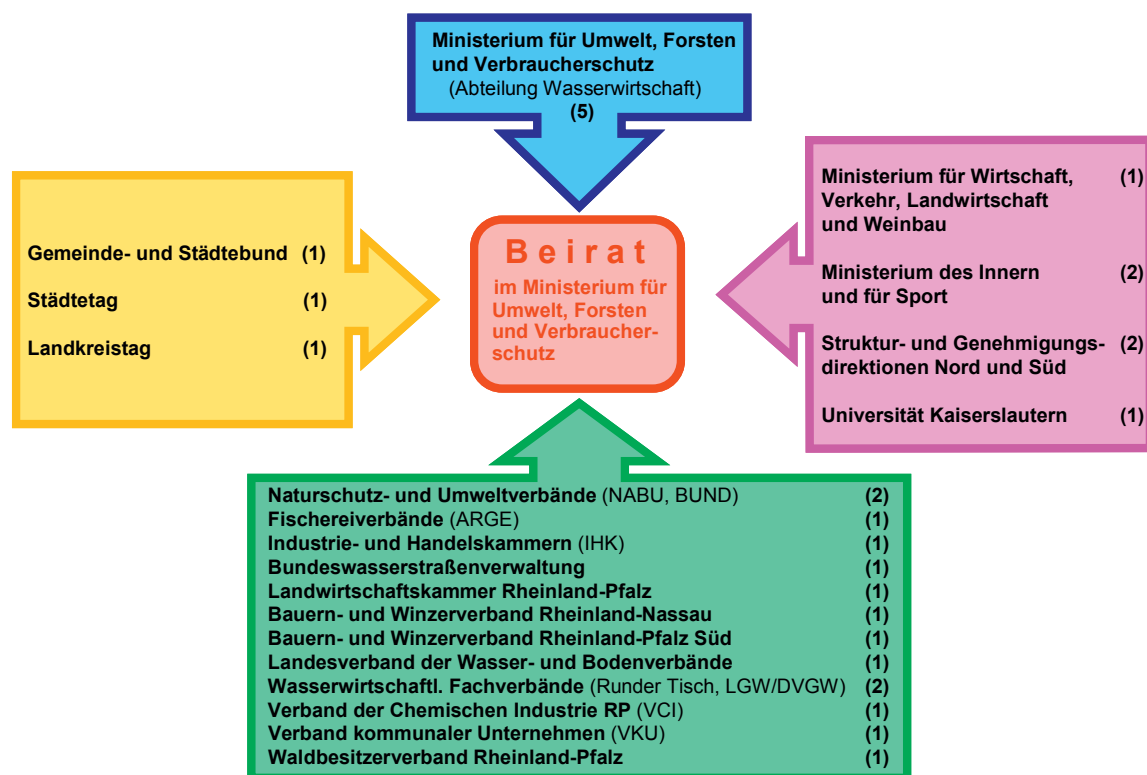 Ministerium für Umwelt, Forsten
und Verbraucherschutz
(Abteilung Wasserwirtschaft)
(5)
Gemeinde- und Städtebund (1)
Städtetag (1)
Landkreistag (1)
Beirat
im Ministerium für
Umwelt, Forsten
und Verbraucher-
schutz
Ministerium für Wirtschaft, (1)
Verkehr, Landwirtschaft
und Weinbau
Ministerium des Innern (2)
und für Sport
Struktur- und Genehmigungs- (2)
direktionen Nord und Süd
Universität Kaiserslautern (1)
Naturschutz- und Umweltverbände (NABU, BUND) (2)
Fischereiverbände (ARGE) (1)
Industrie- und Handelskammern (IHK) (1)
Bundeswasserstraßenverwaltung (1)
Landwirtschaftskammer Rheinland-Pfalz (1)
Bauern- und Winzerverband Rheinland-Nassau (1)
Bauern- und Winzerverband Rheinland-Pfalz Süd (1)
Landesverband der Wasser- und Bodenverbände (1)
Wasserwirtschaftl. Fachverbände (Runder Tisch, LGW/DVGW) (2)
Verband der Chemischen Industrie RP (VCI) (1)
Verband kommunaler Unternehmen (VKU) (1)
Waldbesitzerverband Rheinland-Pfalz (1)